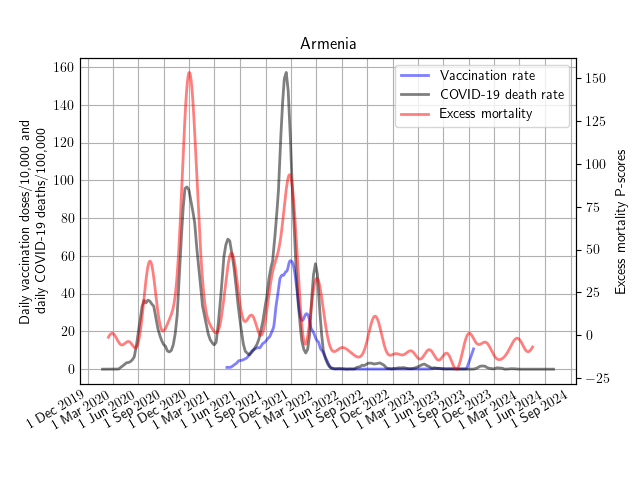 Armenia
Vaccination rate
COVID-19 death rate
Excess mortality
Daily vaccination doses/10,000 and
daily COVID-19 deaths/100,000
160
140
120
100
80
60
40
20
0
150
125
100
75
50
25
0
−25
Excess mortality P-scores
1 Dec 2019
1 Mar 2020
1 Jun 2020
1 Sep 2020
1 Dec 2020
1 Mar 2021
1 Jun 2021
1 Sep 2021
1 Dec 2021
1 Mar 2022
1 Jun 2022
1 Sep 2022
1 Dec 2022
1 Mar 2023
1 Jun 2023
1 Sep 2023
1 Dec 2023
1 Mar 2024
1 Jun 2024
1 Sep 2024